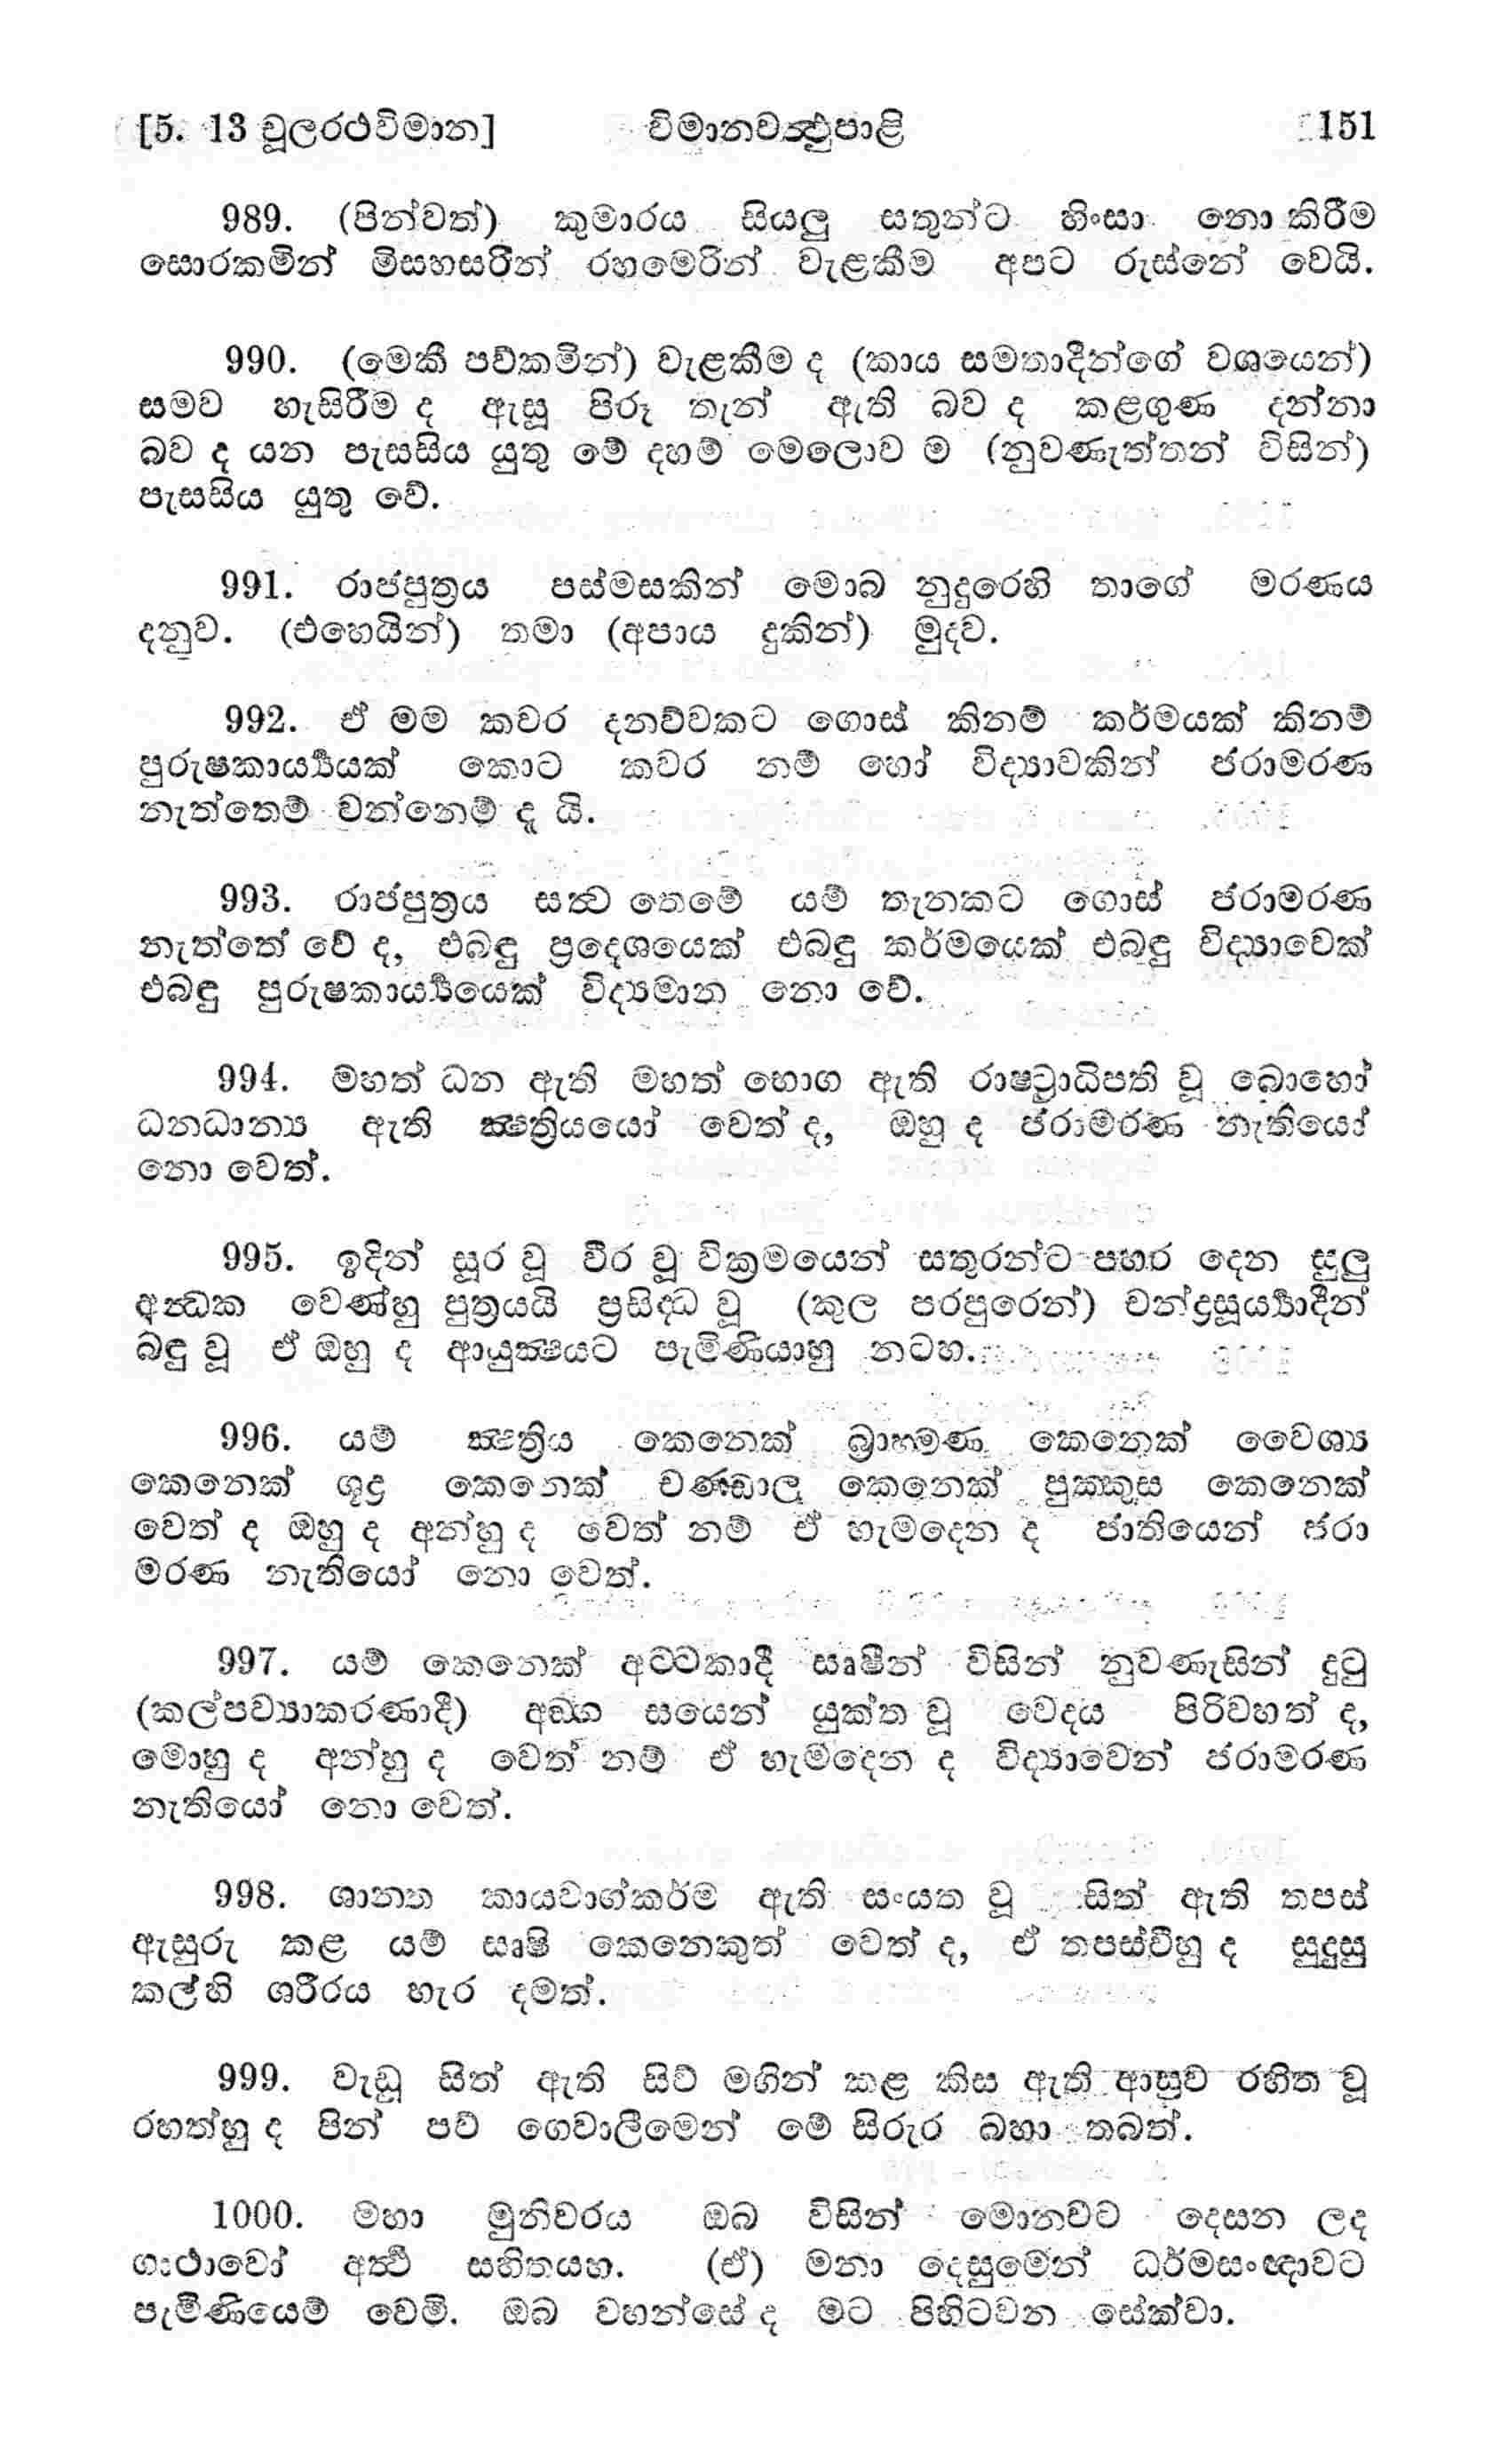 [5. 13 චූලරථවිමාන] විමානවත්‍ථුපාළි 151
989. (පින්වත්) කුමාරය සියලු සතුන්ට හිංසා නො කිරීම
සොරකමින් මිසහසරින් රහමෙරින් වැළකීම අපට රුස්නේ වෙයි.
990. (මෙකී පව්කමින්) වැළකීම ද (කාය සමතාදීන්ගේ වශයෙන්)
සමව හැසිරීම ද ඇසූ පිරූ තැන් ඇති බව ද කළගුණ දන්නා
බව ද යන පැසසිය යුතු මේ දහම් මෙලොව ම (නුවණැත්තන් විසින්)
පැසසිය යුතු වේ.
991. රාජපුත්‍රය පස්මසකින් මොබ නුදුරෙහි තාගේ මරණය
දනුව. (එහෙයින්) තමා (අපාය දුකින්) මුදව.
992. ඒ මම කවර දනව්වකට ගොස් කිනම් කර්මයක් කිනම්
පුරුෂකාර්‍ය්‍යයක් කොට කවර නම් හෝ විද්‍යාවකින් ජරාමරණ
නැත්තෙම් වන්නෙම් දැ යි.
993. රාජපුත්‍රය සත්‍ව තෙමේ යම් තැනකට ගොස් ජරාමරණ
නැත්තේ වේ ද, එබඳු ප්‍රදෙශයෙක් එබඳු කර්මයෙක් එබඳු විද්‍යාවෙක්
එබඳු පුරුෂකාර්‍ය්‍යයෙක් විද්‍යමාන නො වේ.
994. මහත් ධන ඇති මහත් භොග ඇති රාෂ්ට්‍රාධිපති වූ බොහෝ
ධනධාන්‍ය ඇති ක්‍ෂත්‍රියයෝ වෙත් ද, ඔහු ද ජරාමරණ නැතියෝ
නො වෙත්.
995. ඉදින් සූර වූ වීර වූ වික්‍රමයෙන් සතුරන්ට පහර දෙන සුලු
අන්‍ධක වෙණ්හු පුත්‍රයයි ප්‍රසිද්‍ධ වූ (කුල පරපුරෙන්) චන්ද්‍රසූර්‍ය්‍යාදීන්
බඳු වූ ඒ ඔහු ද ආයුක්‍ෂයට පැමිණියාහු නටහ.
996. යම් ක්‍ෂත්‍රිය කෙනෙක් බ්‍රාහ්මණ කෙනෙක් වෛශ්‍ය
කෙනෙක් ශූද්‍ර කෙනෙක් චණ්ඩාල කෙනෙක් පුක්කුස කෙනෙක්
වෙත් ද ඔහු ද අන්හු ද වෙත් නම් ඒ හැමදෙන ද ජාතියෙන් ජරා
මරණ නැතියෝ නො වෙත්.
997. යම් කෙනෙක් අට්ටකාදී සෘෂීන් විසින් නුවණැසින් දුටු
(කල්පව්‍යාකරණාදී) අඞ්ග සයෙන් යුක්ත වූ වෙදය පිරිවහත් ද,
මොහු ද අන්හු ද වෙත් නම් ඒ හැමදෙන ද විද්‍යාවෙන් ජරාමරණ
නැතියෝ නො වෙත්.
998. ශාන්‍ත කායවාග්කර්ම ඇති සංයත වූ සිත් ඇති තපස්
ඇසුරු කළ යම් සෘෂි කෙනෙකුත් වෙත් ද, ඒ තපස්වීහු ද සුදුසු
කල්හි ශරීරය හැර දමත්.
999. වැඩූ සිත් ඇති සිව් මගින් කළ කිස ඇති ආසුව රහිත වූ
රහත්හු ද පින් පව් ගෙවාලීමෙන් මේ සිරුර බහා තබත්.
1000. මහා මුනිවරය ඔබ විසින් මොනවට දෙසන ලද
ගාථාවෝ අර්‍ත්‍ථ සහිතයහ. (ඒ) මනා දෙසුමෙන් ධර්මසංඥාවට
පැමිණියෙම් වෙමි. ඔබ වහන්සේ ද මට පිහිටවන සේක්වා.